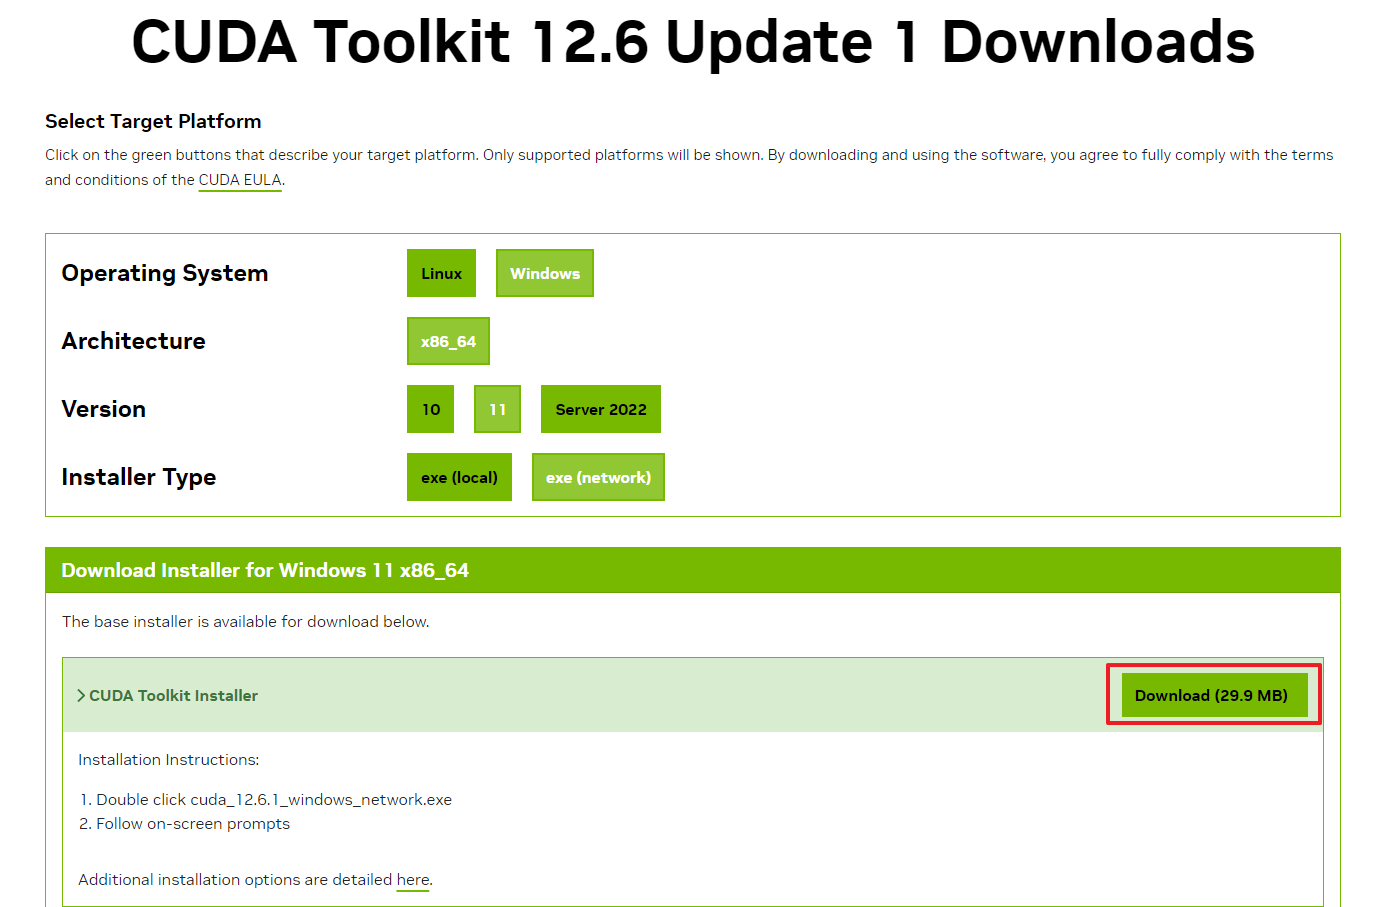 CUDA Toolkit 12.6 Update 1 Downloads
Select Target Platform
Click on the green buttons that describe your target platform. Only supported platforms will be shown. By downloading and using the software, you agree to fully comply with the terms
and conditions of the CUDA EULA.
Operating System Linux Windows
Architecture x86_64
Version 10 11 Server 2022
Installer Type exe (local) exe (network)
Download Installer for Windows 11 x86_64
The base installer is available for download below.
CUDA Toolkit Installer Download (29.9 MB)
Installation Instructions:
1. Double click cuda_12.6.1_windows_network.exe
2. Follow on-screen prompts
Additional installation options are detailed here.